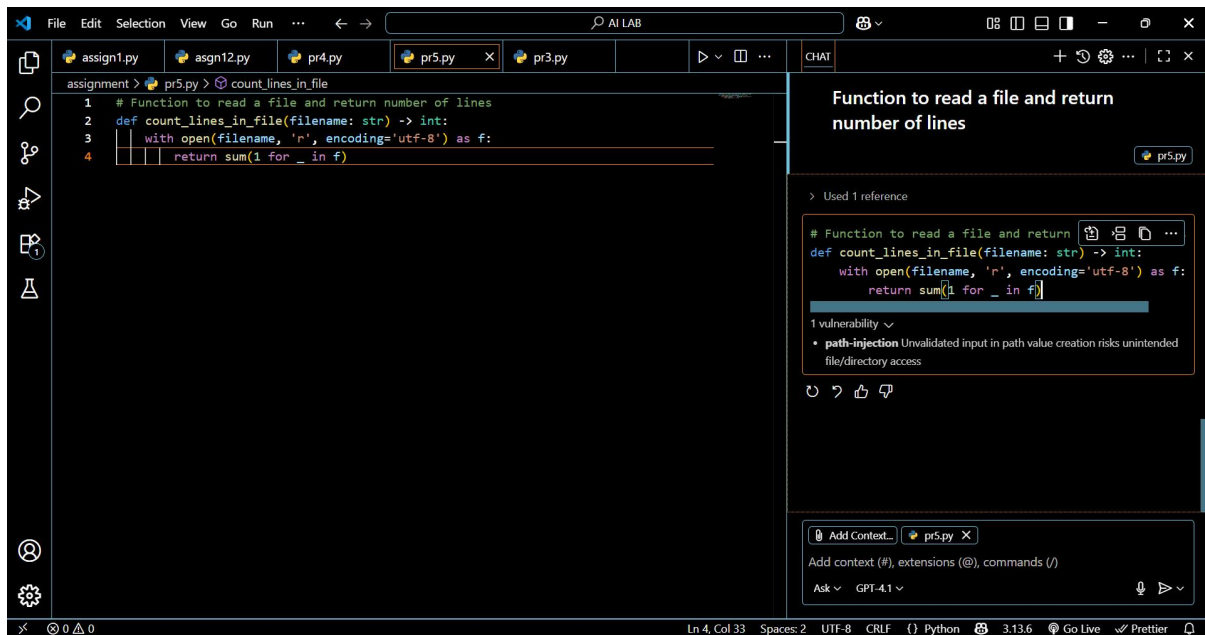 File Edit Selection View Go Run ··· AI LAB
assign1.py asgn12.py pr4.py pr5.py pr3.py
assignment > pr5.py > count_lines_in_file
1 # Function to read a file and return number of lines
2 def count_lines_in_file(filename: str) -> int:
3 with open(filename, 'r', encoding='utf-8') as f:
4 return sum(1 for _ in f)
1
CHAT
Function to read a file and return
number of lines
pr5.py
Used 1 reference
# Function to read a file and return
def count_lines_in_file(filename: str) -> int:
with open(filename, 'r', encoding='utf-8') as f:
return sum(1 for _ in f)
1 vulnerability
• path-injection Unvalidated input in path value creation risks unintended
file/directory access
Add Context... pr5.py
Add context (#), extensions (@), commands (/)
Ask GPT-4.1
0 0 Ln 4, Col 33 Spaces: 2 UTF-8 CRLF {} Python 3.13.6 Go Live Prettier